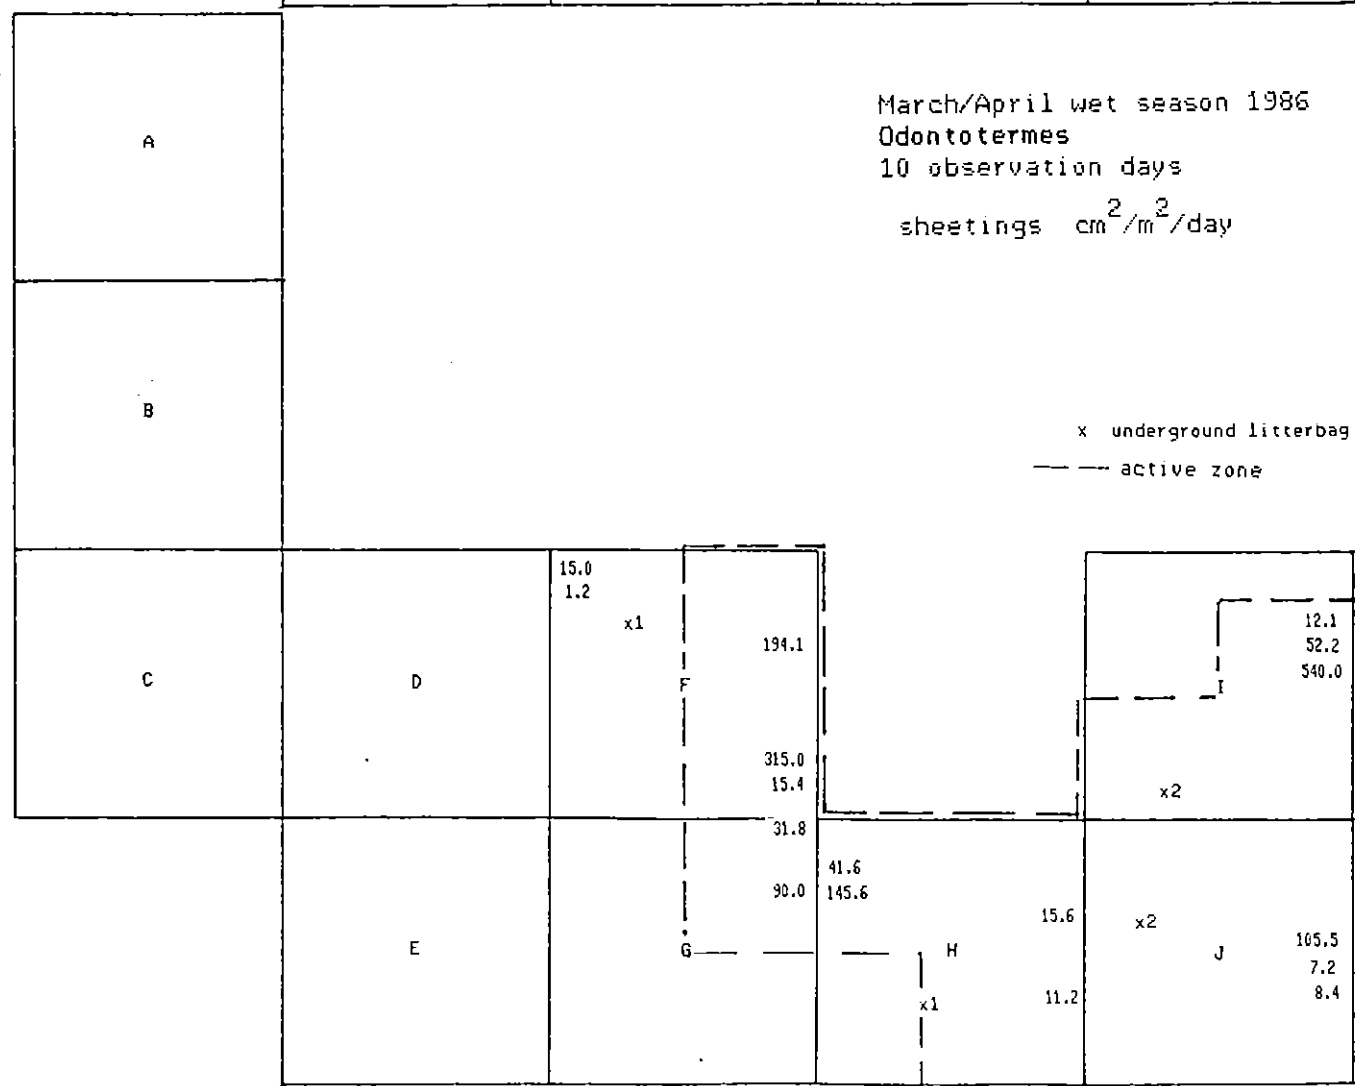 A
March/April wet season 1986
Odontotermes
10 observation days
sheetings cm²/m²/day
B
x underground litterbag
— — active zone
15.0
1.2
x1
194.1
12.1
52.2
540.0
C
D
F
I
315.0
15.4
x2
31.8
41.6
90.0
145.6
15.6
x2
E
G
H
J
105.5
7.2
8.4
x1
11.2